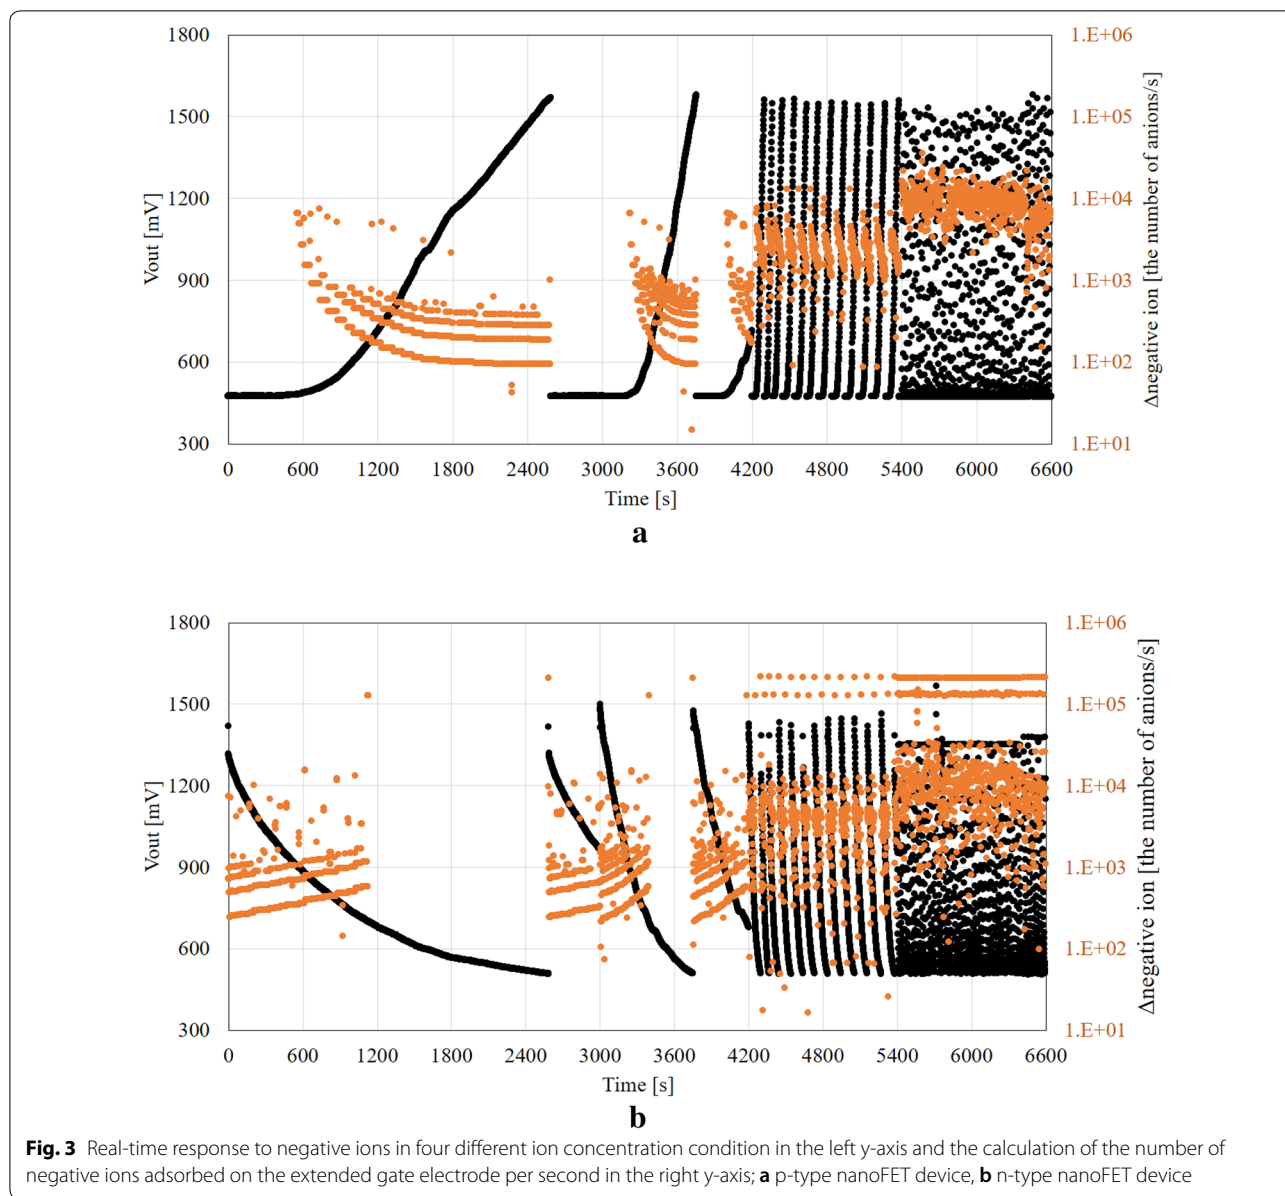 1800
1500
1200
900
600
300
Vout [mV]
1.E+06
1.E+05
1.E+04
1.E+03
1.E+02
1.E+01
Δnegative ion [the number of anions/s]
0 600 1200 1800 2400 3000 3600 4200 4800 5400 6000 6600
Time [s]
a
1800
1500
1200
900
600
300
Vout [mV]
1.E+06
1.E+05
1.E+04
1.E+03
1.E+02
1.E+01
Δnegative ion [the number of anions/s]
0 600 1200 1800 2400 3000 3600 4200 4800 5400 6000 6600
Time [s]
b
Fig. 3 Real-time response to negative ions in four different ion concentration condition in the left y-axis and the calculation of the number of
negative ions adsorbed on the extended gate electrode per second in the right y-axis; a p-type nanoFET device, b n-type nanoFET device